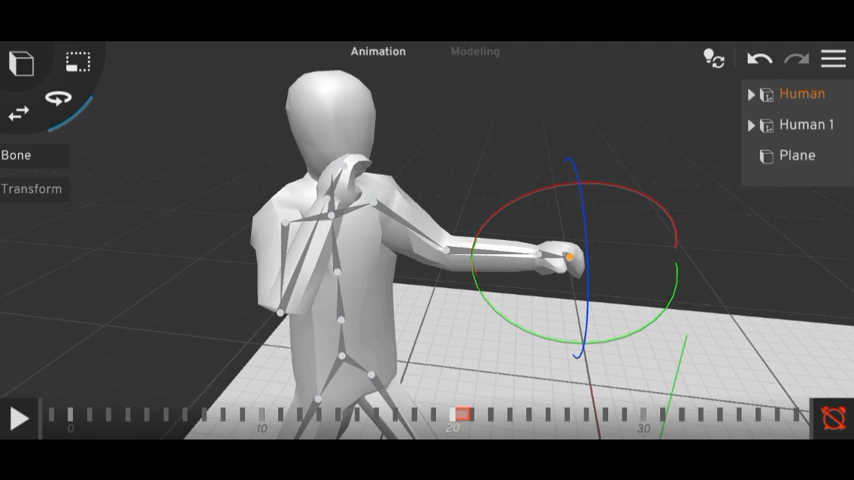 Animation
Modeling
Human
Human 1
Plane
Bone
Transform
0
10
20
30